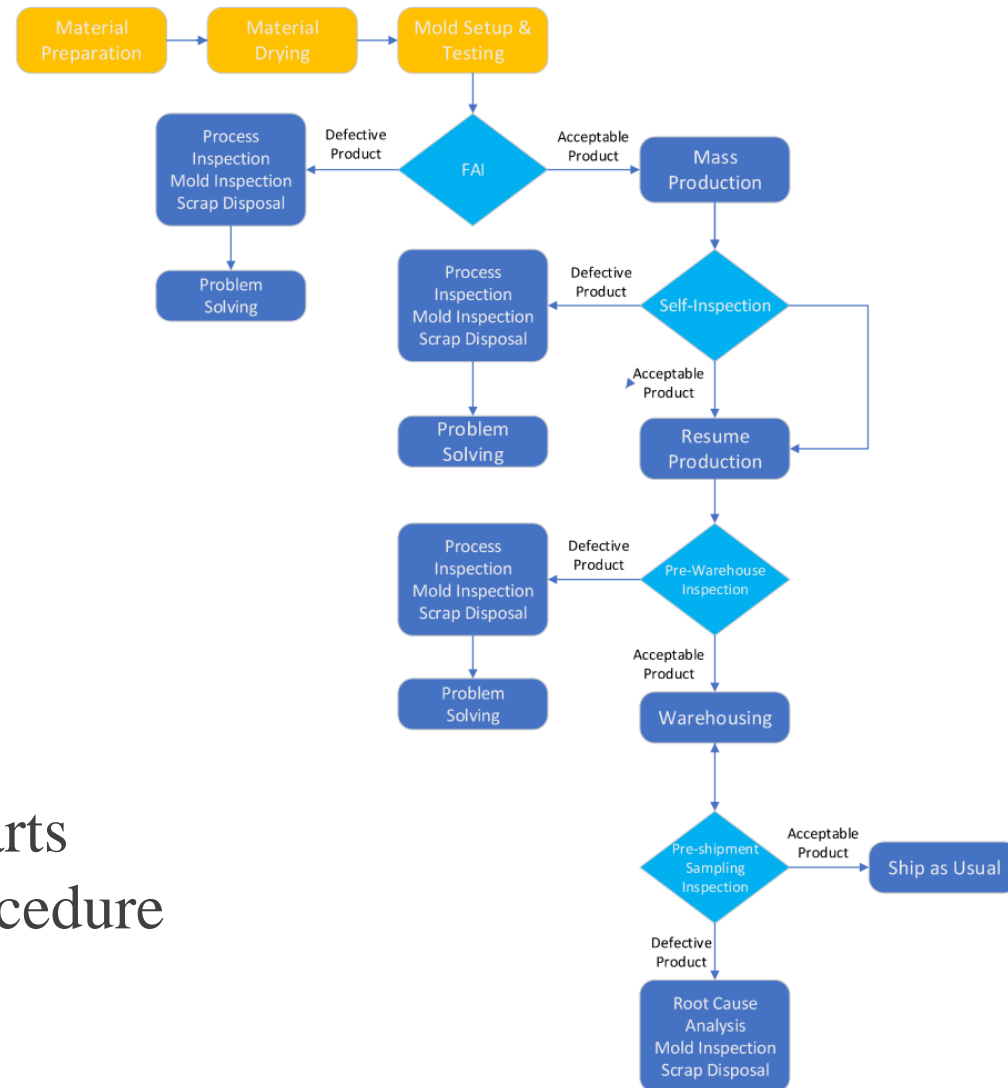 Material
Preparation
Material
Drying
Mold Setup &
Testing
Defective
Product
FAI
Acceptable
Product
Process
Inspection
Mold Inspection
Scrap Disposal
Mass
Production
Problem
Solving
Process
Inspection
Mold Inspection
Scrap Disposal
Defective
Product
Self-Inspection
Acceptable
Product
Problem
Solving
Resume
Production
Process
Inspection
Mold Inspection
Scrap Disposal
Defective
Product
Pre-Warehouse
Inspection
Acceptable
Product
Problem
Solving
Warehousing
arts
ocedure
Pre-shipment
Sampling
Inspection
Acceptable
Product
Ship as Usual
Defective
Product
Root Cause
Analysis
Mold Inspection
Scrap Disposal